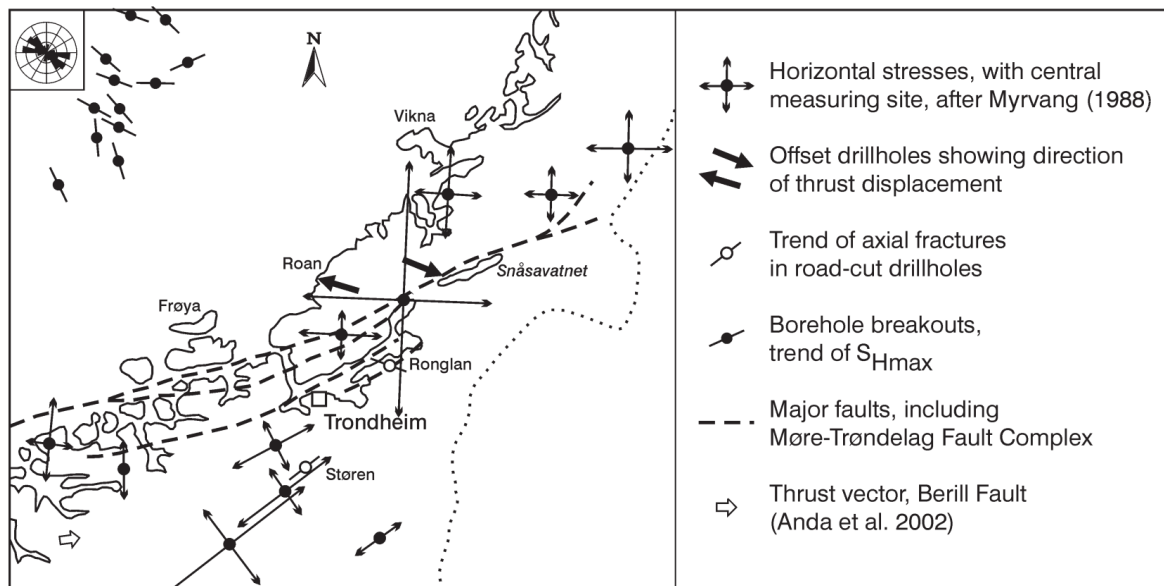 N
Vikna
Roan
Snåsavatnet
Frøya
Ronglan
Trondheim
Støren
Horizontal stresses, with central
measuring site, after Myrvang (1988)
Offset drillholes showing direction
of thrust displacement
Trend of axial fractures
in road-cut drillholes
Borehole breakouts,
trend of SHmax
Major faults, including
Møre-Trøndelag Fault Complex
Thrust vector, Berill Fault
(Anda et al. 2002)